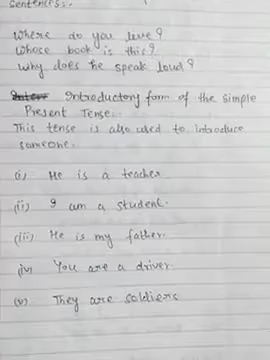 Sentences:.
Where do you leve?
Whose book is this?
Why does he speak loud?
Introductory form of the Simple
Present Tense:.
This tense is also used to introduce
someone.
(i) He is a teacher
(ii) I am a student.
(iii) He is my father.
(iv) You are a driver.
(v) They are soldiers